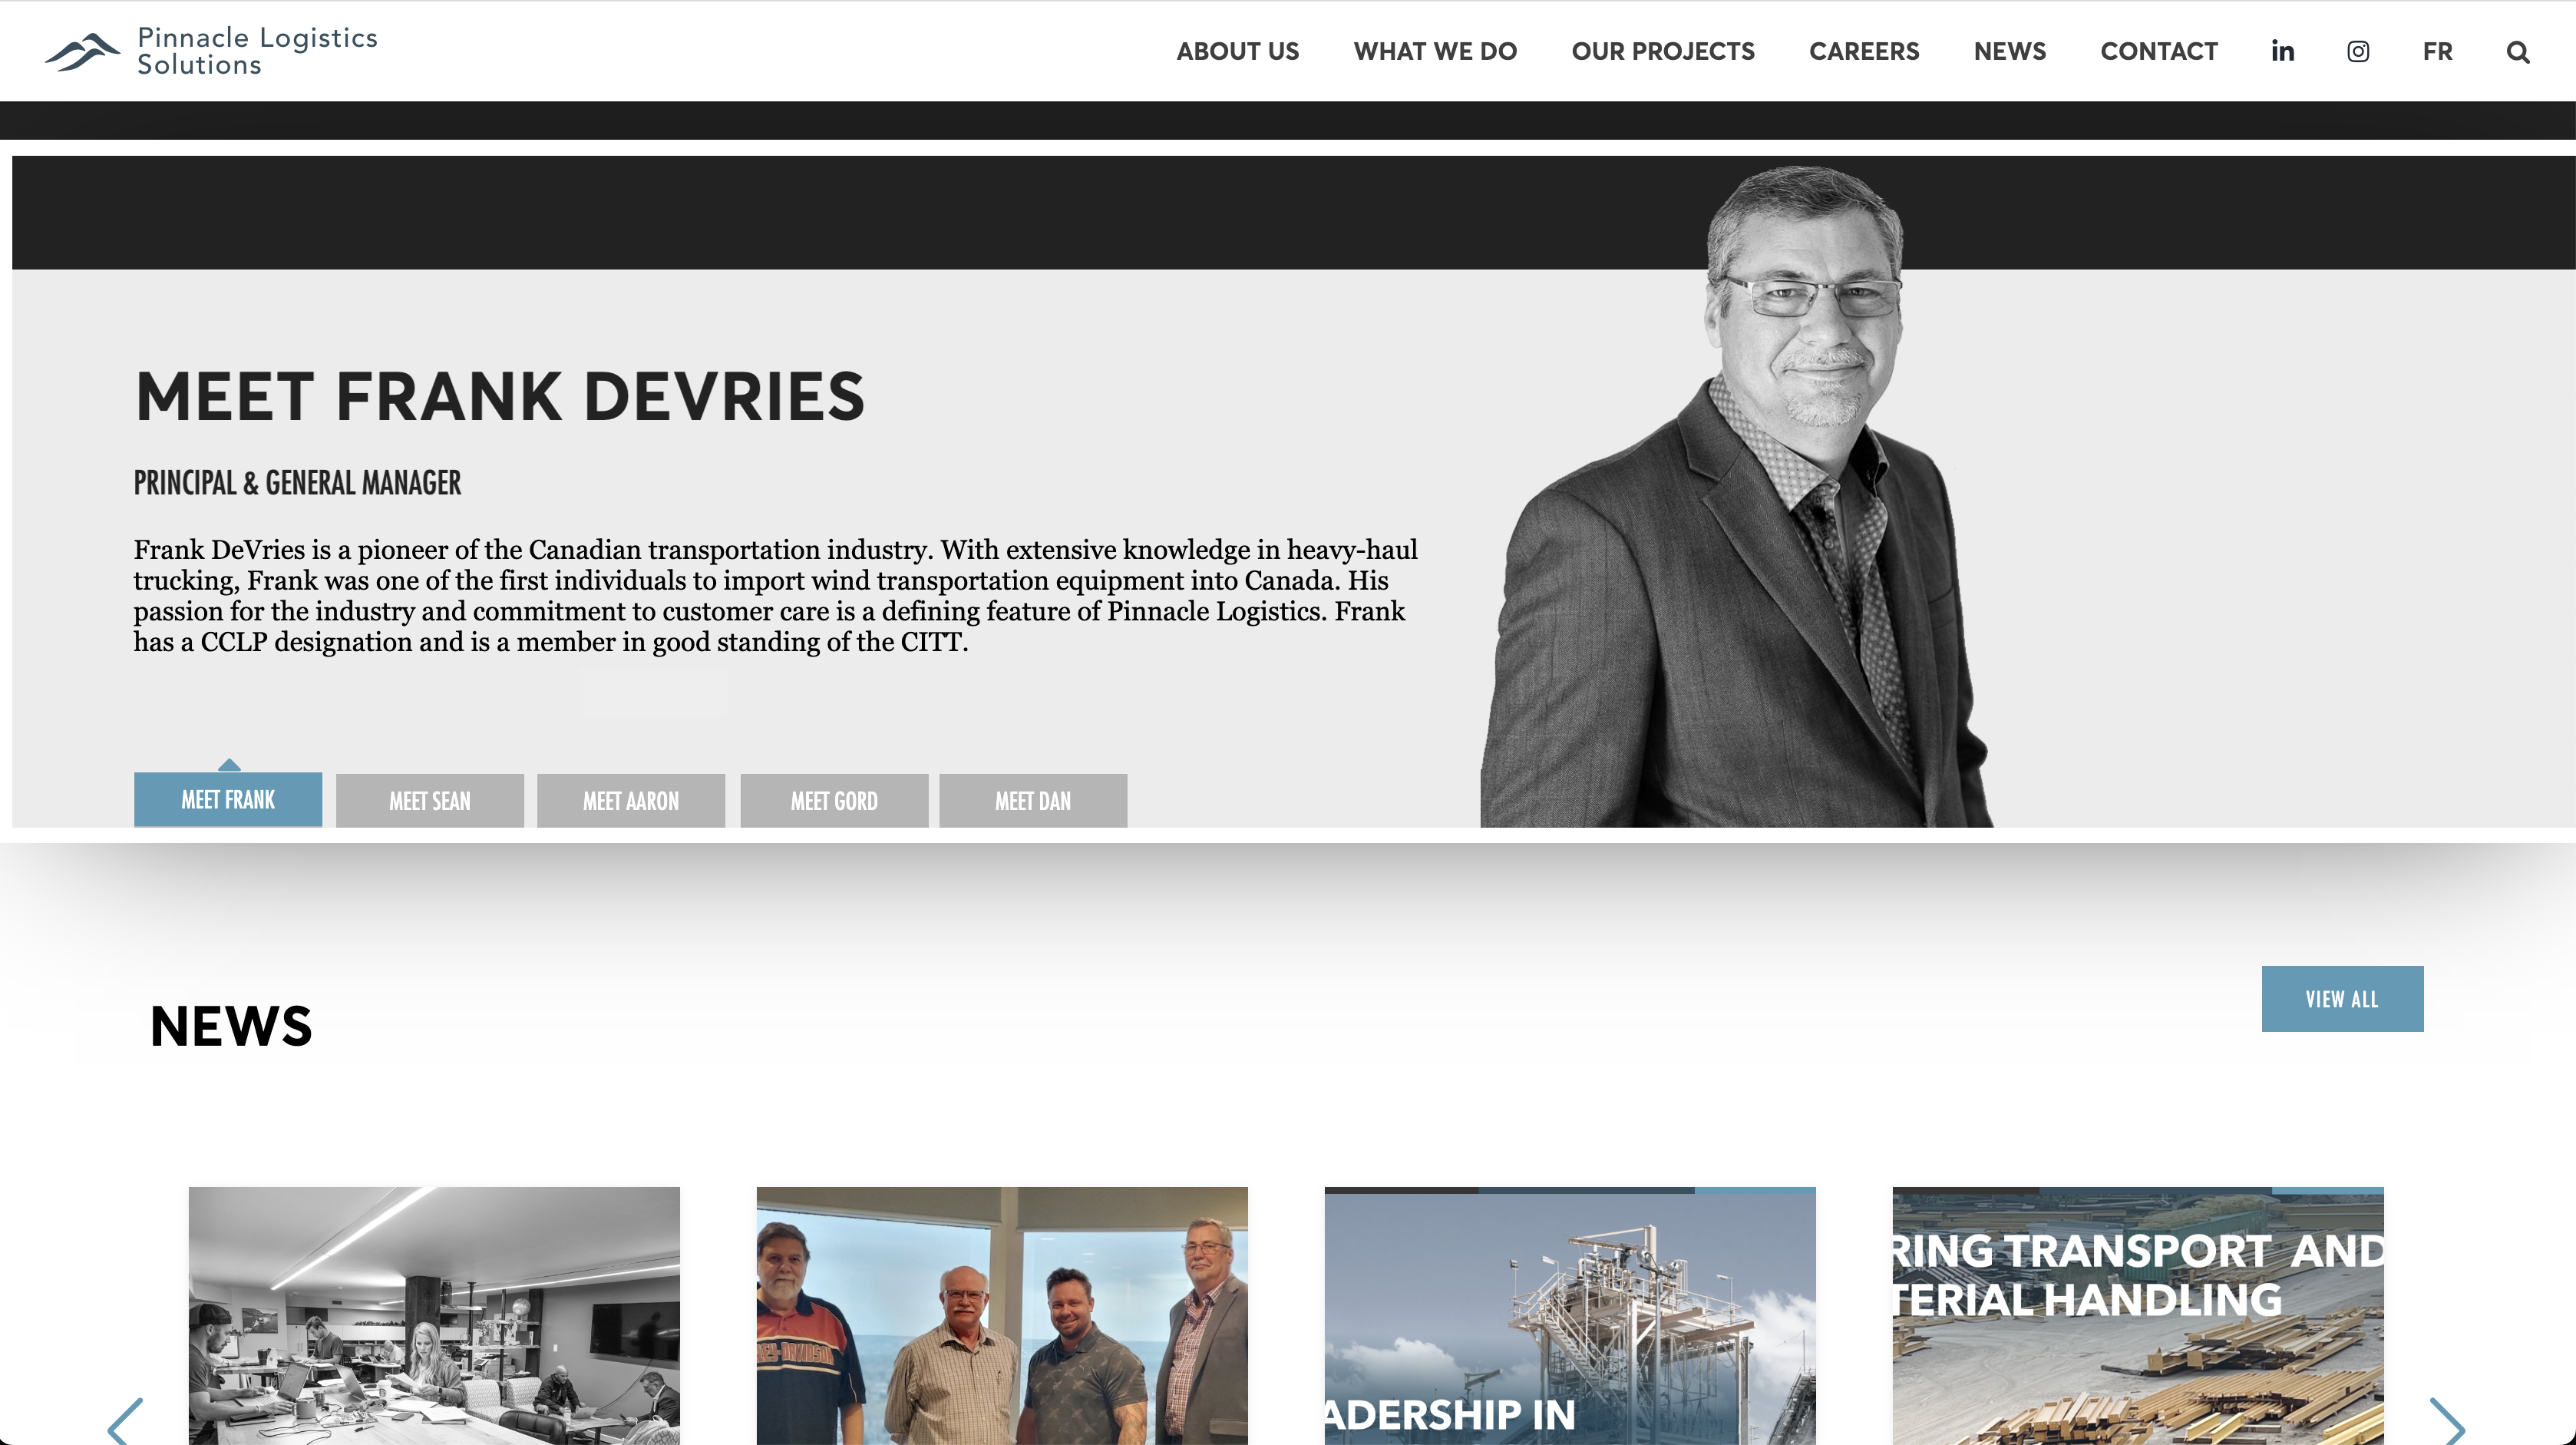 Pinnacle Logistics
Solutions
ABOUT US WHAT WE DO OUR PROJECTS CAREERS NEWS CONTACT in FR
MEET FRANK DEVRIES
PRINCIPAL & GENERAL MANAGER
Frank DeVries is a pioneer of the Canadian transportation industry. With extensive knowledge in heavy-haul
trucking, Frank was one of the first individuals to import wind transportation equipment into Canada. His
passion for the industry and commitment to customer care is a defining feature of Pinnacle Logistics. Frank
has a CCLP designation and is a member in good standing of the CITT.
MEET FRANK MEET SEAN MEET AARON MEET GORD MEET DAN
NEWS
VIEW ALL
EY-DAVIDSON
ADERSHIP IN
RING TRANSPORT AND
TERIAL HANDLING